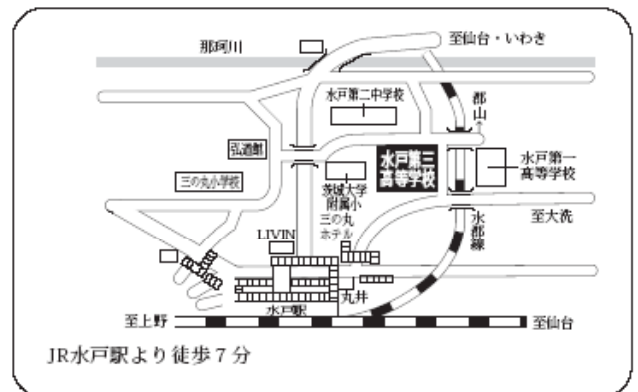 那珂川
至仙台・いわき
水戸第二中学校
郡山
↑
弘道館
水戸第三
高等学校
水戸第一
高等学校
三の丸小学校
茨城大学
附属小
三の丸
ホテル
至大洗
水郡線
LIVIN
丸井
水戸駅
至上野
至仙台
JR水戸駅より徒歩7分